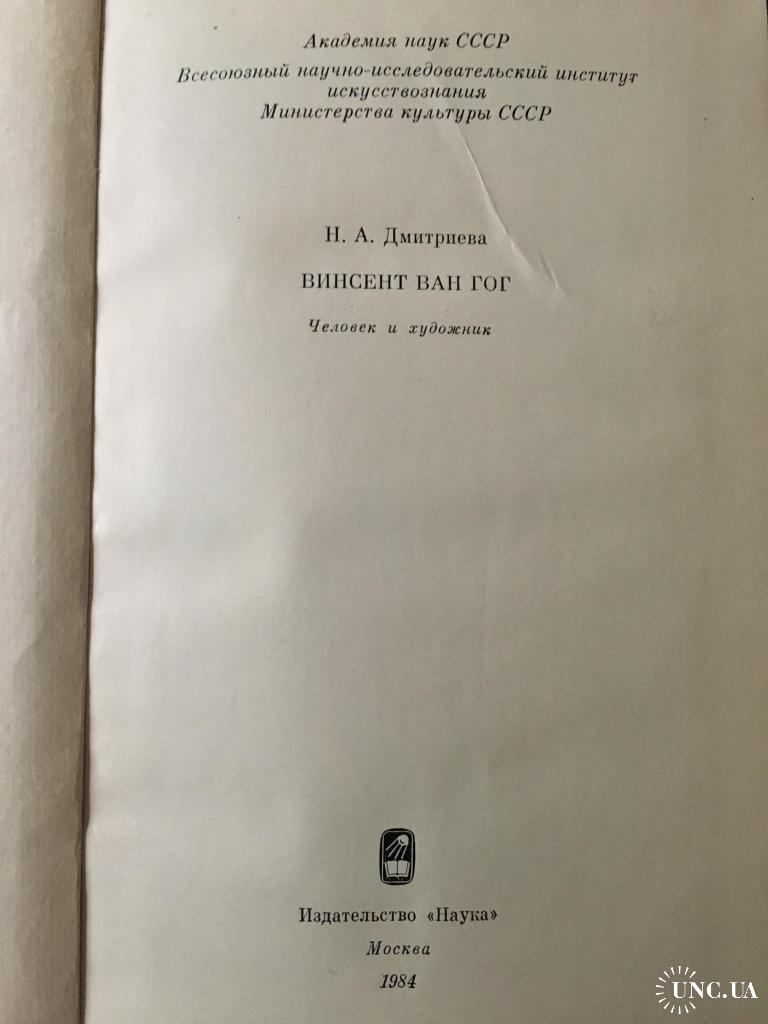 Академия наук СССР
Всесоюзный научно-исследовательский институт
искусствознания
Министерства культуры СССР
Н. А. Дмитриева
ВИНСЕНТ ВАН ГОГ
Человек и художник
Издательство «Наука»
Москва
1984
UNC.UA